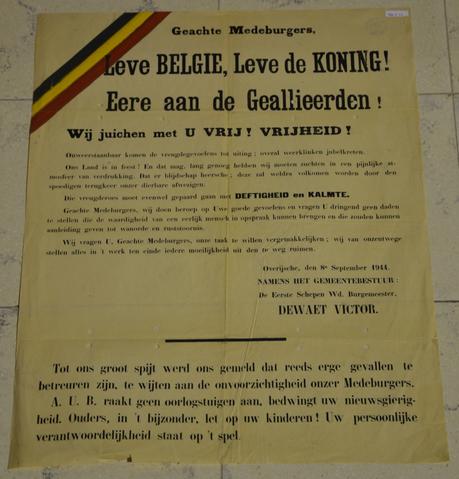 Geachte Medeburgers,
Leve BELGIE, Leve de KONING!
Eere aan de Geallieerden !
Wij juichen met U VRIJ! VRIJHEID!
Onweerstaanbaar komen de vreugdegevoelens tot uiting; overal weerklinken jubelkreten.
Ons Land is in feest! En dat mag, lang genoeg hebben wij moeten zuchten in een pijnlijke at-
mosfeer van verdrukking. Dat er blijdschap heersche; deze zal weldra volkomen worden door den
spoedigen terugkeer onzer dierbare afwezigen.
Die vreugderoes moet evenwel gepaard gaan met DEFTIGHEID en KALMTE.
Geachte Medeburgers, wij doen beroep op Uwe goede gevoelens en vragen U dringend geen daden
te stellen die de waardigheid van een eerlijk mensch in opspraak kunnen brengen en die zouden kunnen
aanleiding geven tot wanorde en ruststoornis.
Wij vragen U, Geachte Medeburgers, onze taak te willen vergemakkelijken; wij van onzentwege
stellen alles in 't werk ten einde iedere moeilijkheid uit den te weg ruimen.
Overijsche, den 8e September 1944.
NAMENS HET GEMEENTEBESTUUR:
De Eerste Schepen Wd. Burgemeester,
DEWAET VICTOR.
Tot ons groot spijt werd ons gemeld dat reeds erge gevallen te
betreuren zijn, te wijten aan de onvoorzichtigheid onzer Medeburgers.
A. U. B. raakt geen oorlogstuigen aan, bedwingt uw nieuwsgierig-
heid. Ouders, in 't bijzonder, let op uw kinderen! Uw persoonlijke
verantwoordelijkheid staat op 't spel.